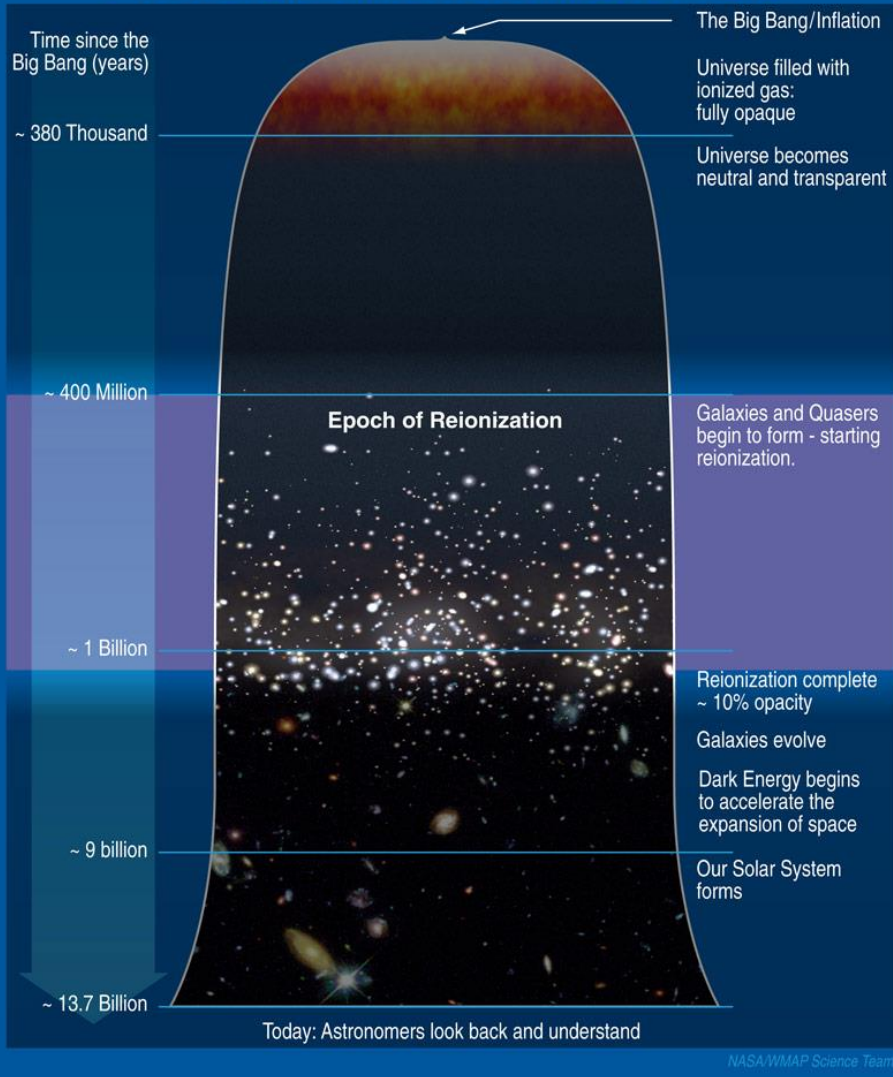 The Big Bang/Inflation
Time since the
Big Bang (years)
Universe filled with
ionized gas:
fully opaque
~ 380 Thousand
Universe becomes
neutral and transparent
~ 400 Million
Epoch of Reionization
Galaxies and Quasers
begin to form - starting
reionization.
~ 1 Billion
Reionization complete
~ 10% opacity
Galaxies evolve
Dark Energy begins
to accelerate the
expansion of space
~ 9 billion
Our Solar System
forms
~ 13.7 Billion
Today: Astronomers look back and understand
NASA/WMAP Science Team